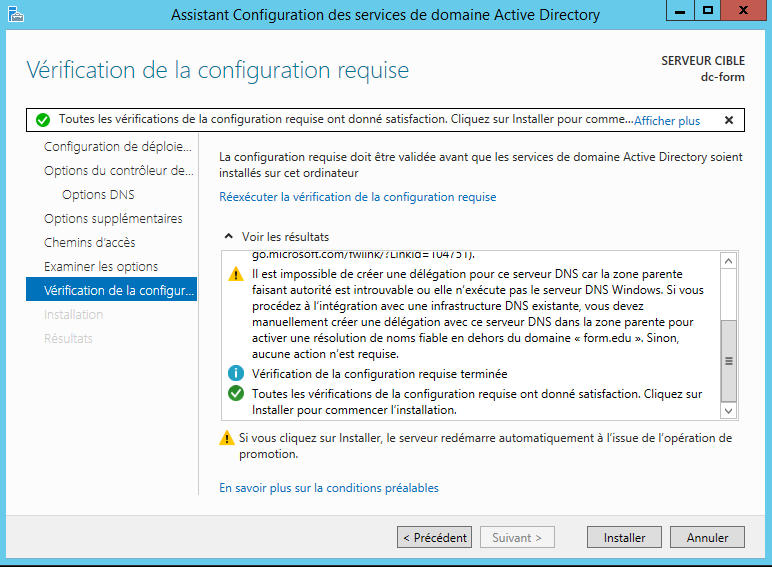 Assistant Configuration des services de domaine Active Directory
Vérification de la configuration requise
SERVEUR CIBLE
dc-form
Toutes les vérifications de la configuration requise ont donné satisfaction. Cliquez sur Installer pour comme... Afficher plus
Configuration de déploie...
Options du contrôleur de...
Options DNS
Options supplémentaires
Chemins d'accès
Examiner les options
Vérification de la configur...
Installation
Résultats
La configuration requise doit être validée avant que les services de domaine Active Directory soient
installés sur cet ordinateur
Réexécuter la vérification de la configuration requise
Voir les résultats
go.microsoft.com/fwlink/?LinkId=104751).
Il est impossible de créer une délégation pour ce serveur DNS car la zone parente
faisant autorité est introuvable ou elle n'exécute pas le serveur DNS Windows. Si vous
procédez à l'intégration avec une infrastructure DNS existante, vous devez
manuellement créer une délégation avec ce serveur DNS dans la zone parente pour
activer une résolution de noms fiable en dehors du domaine « form.edu ». Sinon,
aucune action n'est requise.
Vérification de la configuration requise terminée
Toutes les vérifications de la configuration requise ont donné satisfaction. Cliquez sur
Installer pour commencer l'installation.
Si vous cliquez sur Installer, le serveur redémarre automatiquement à l'issue de l'opération de
promotion.
En savoir plus sur la conditions préalables
< Précédent
Suivant >
Installer
Annuler